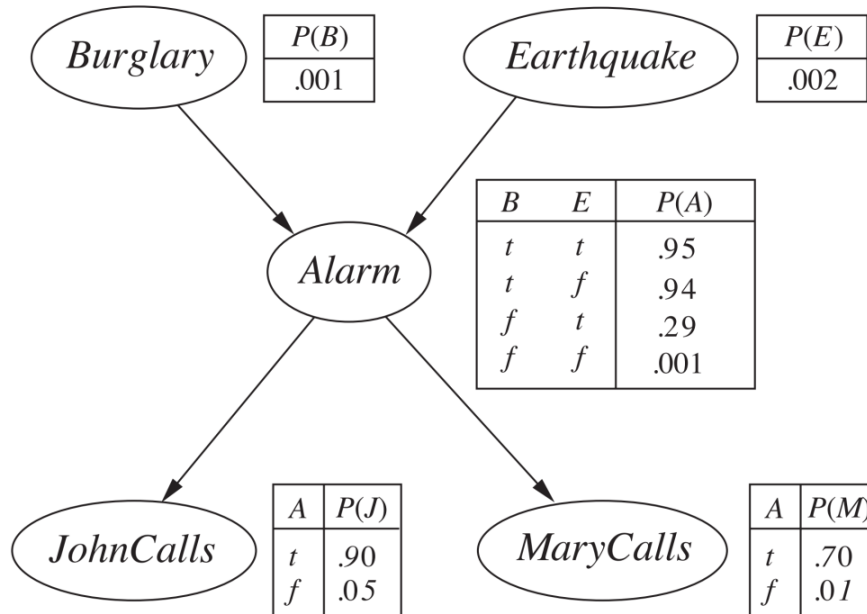 Burglary
P(B)
.001
Earthquake
P(E)
.002
Alarm
B E P(A)
t t .95
t f .94
f t .29
f f .001
JohnCalls
A P(J)
t .90
f .05
MaryCalls
A P(M)
t .70
f .01